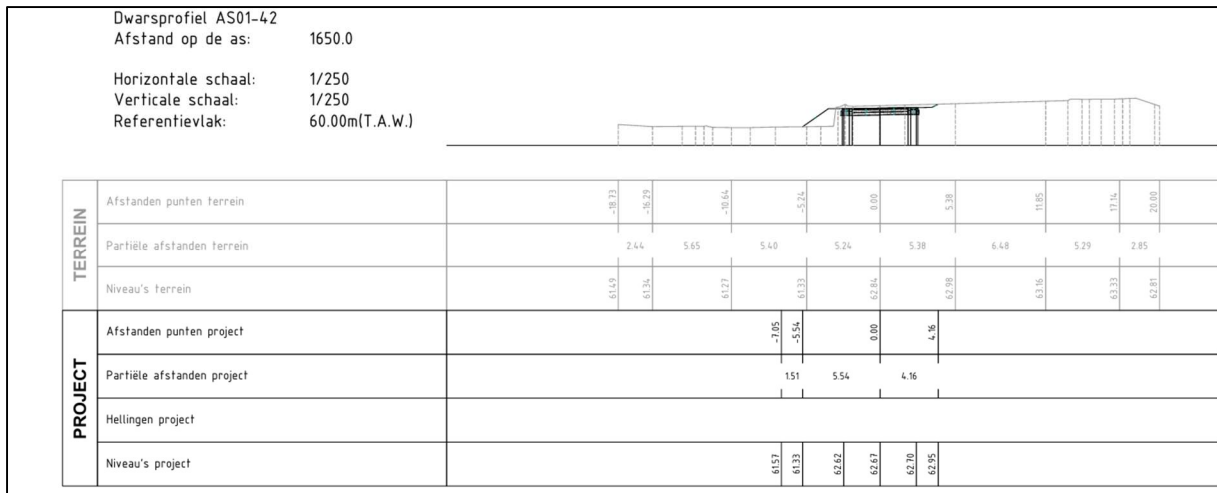 Dwarsprofiel AS01-42
Afstand op de as: 1650.0
Horizontale schaal: 1/250
Verticale schaal: 1/250
Referentievlak: 60.00m(T.A.W.)
TERREIN
Afstanden punten terrein -18.73 -16.29 -10.64 -5.24 0.00 5.38 11.85 17.14 20.00
Partiële afstanden terrein 2.44 5.65 5.40 5.24 5.38 6.48 5.29 2.85
Niveau's terrein 61.49 61.34 61.27 61.33 62.84 62.98 63.16 63.33 62.81
PROJECT
Afstanden punten project -7.05 -5.54 0.00 4.16
Partiële afstanden project 1.51 5.54 4.16
Hellingen project
Niveau's project 61.57 61.33 62.62 62.67 62.70 62.95